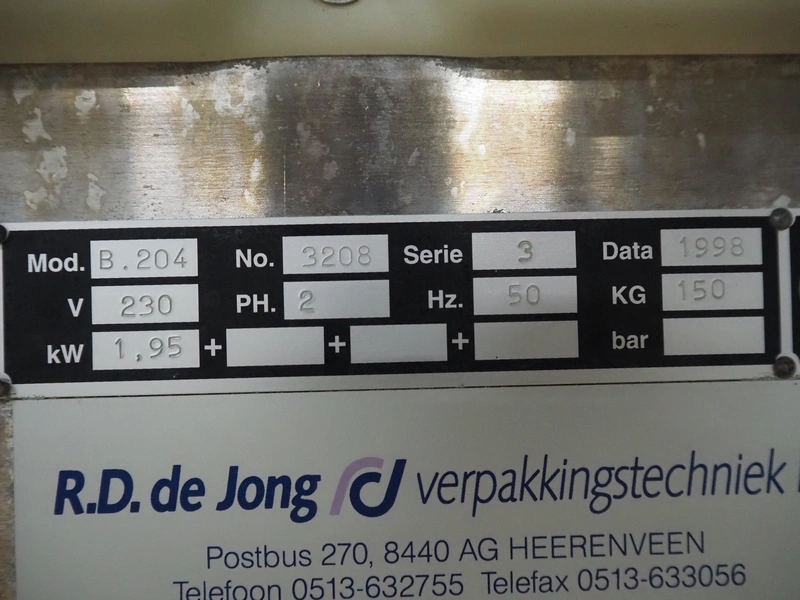 Mod. B.204 No. 3208 Serie 3 Data 1998
V 230 PH. 2 Hz. 50 KG 150
kW 1,95 + + + bar
R.D. de Jong rdj verpakkingstechniek
Postbus 270, 8440 AG HEERENVEEN
Telefoon 0513-632755 Telefax 0513-633056